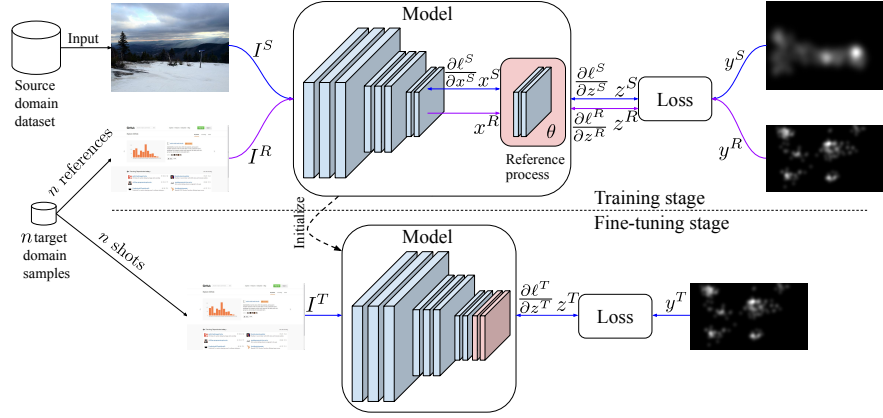 Model
Input
I^S
Source
domain
dataset
∂ℓ^S
∂x^S
x^S
x^R
θ
Reference
process
∂ℓ^S
∂z^S
z^S
∂ℓ^R
∂z^R
z^R
Loss
y^S
y^R
I^R
n references
Training stage
Fine-tuning stage
Initialize
n target
domain
samples
n shots
Model
I^T
∂ℓ^T
∂z^T
z^T
Loss
y^T